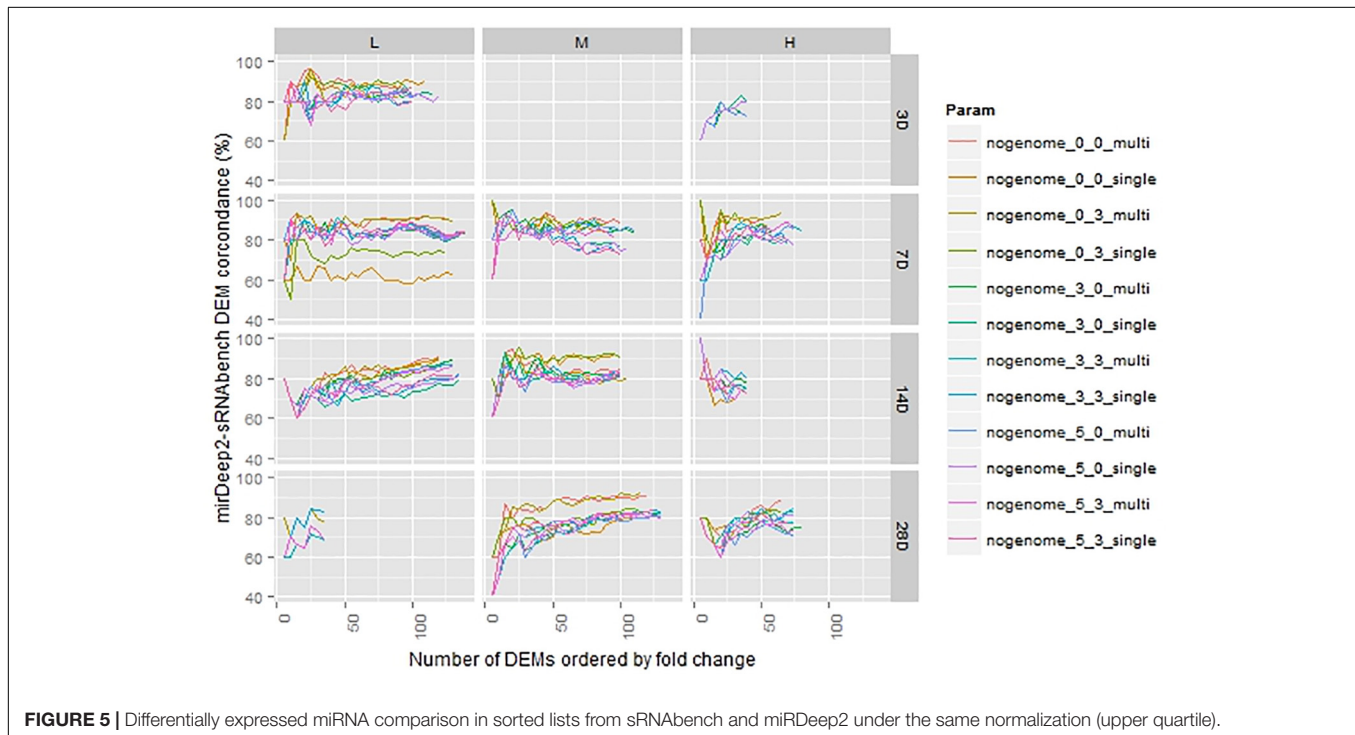 L M H
mirDeep2-sRNAbench DEM corcondance (%)
100
80
60
40
3D
100
80
60
40
7D
100
80
60
40
14D
100
80
60
40
28D
0 50 100 0 50 100 0 50 100
Number of DEMs ordered by fold change
Param
nogenome_0_0_multi
nogenome_0_0_single
nogenome_0_3_multi
nogenome_0_3_single
nogenome_3_0_multi
nogenome_3_0_single
nogenome_3_3_multi
nogenome_3_3_single
nogenome_5_0_multi
nogenome_5_0_single
nogenome_5_3_multi
nogenome_5_3_single
FIGURE 5 | Differentially expressed miRNA comparison in sorted lists from sRNAbench and miRDeep2 under the same normalization (upper quartile).